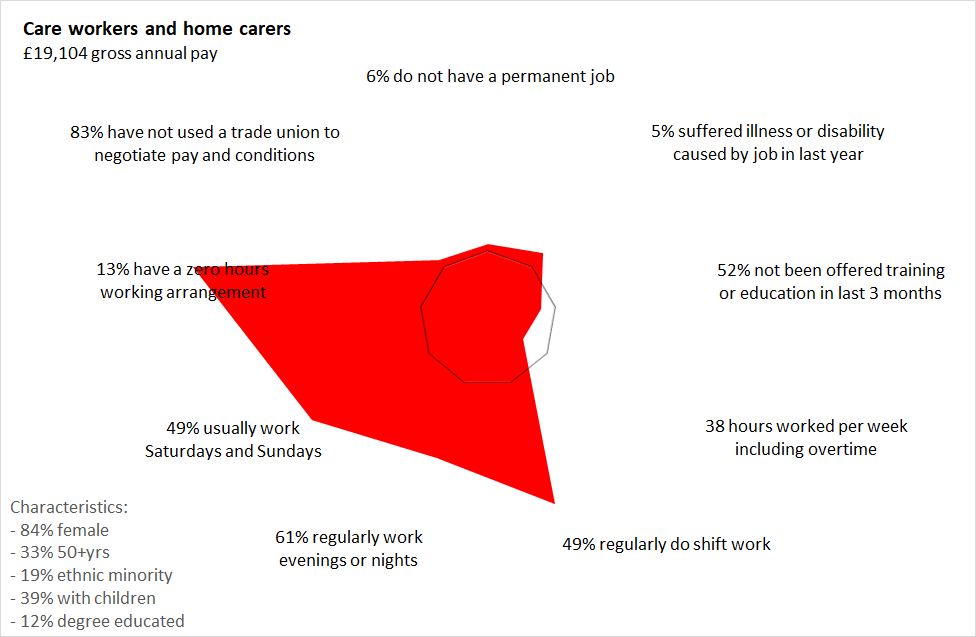 Care workers and home carers
£19,104 gross annual pay
6% do not have a permanent job
83% have not used a trade union to
negotiate pay and conditions
5% suffered illness or disability
caused by job in last year
13% have a zero hours
working arrangement
52% not been offered training
or education in last 3 months
49% usually work
Saturdays and Sundays
38 hours worked per week
including overtime
61% regularly work
evenings or nights
49% regularly do shift work
Characteristics:
- 84% female
- 33% 50+yrs
- 19% ethnic minority
- 39% with children
- 12% degree educated